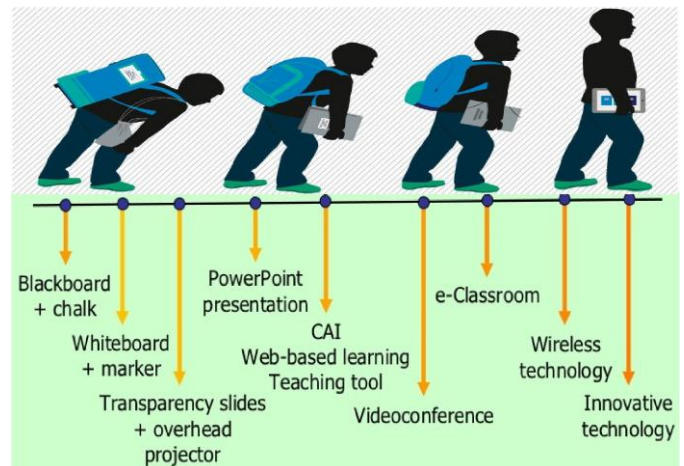 Blackboard
+ chalk
Whiteboard
+ marker
Transparency slides
+ overhead
projector
PowerPoint
presentation
CAI
Web-based learning
Teaching tool
Videoconference
e-Classroom
Wireless
technology
Innovative
technology